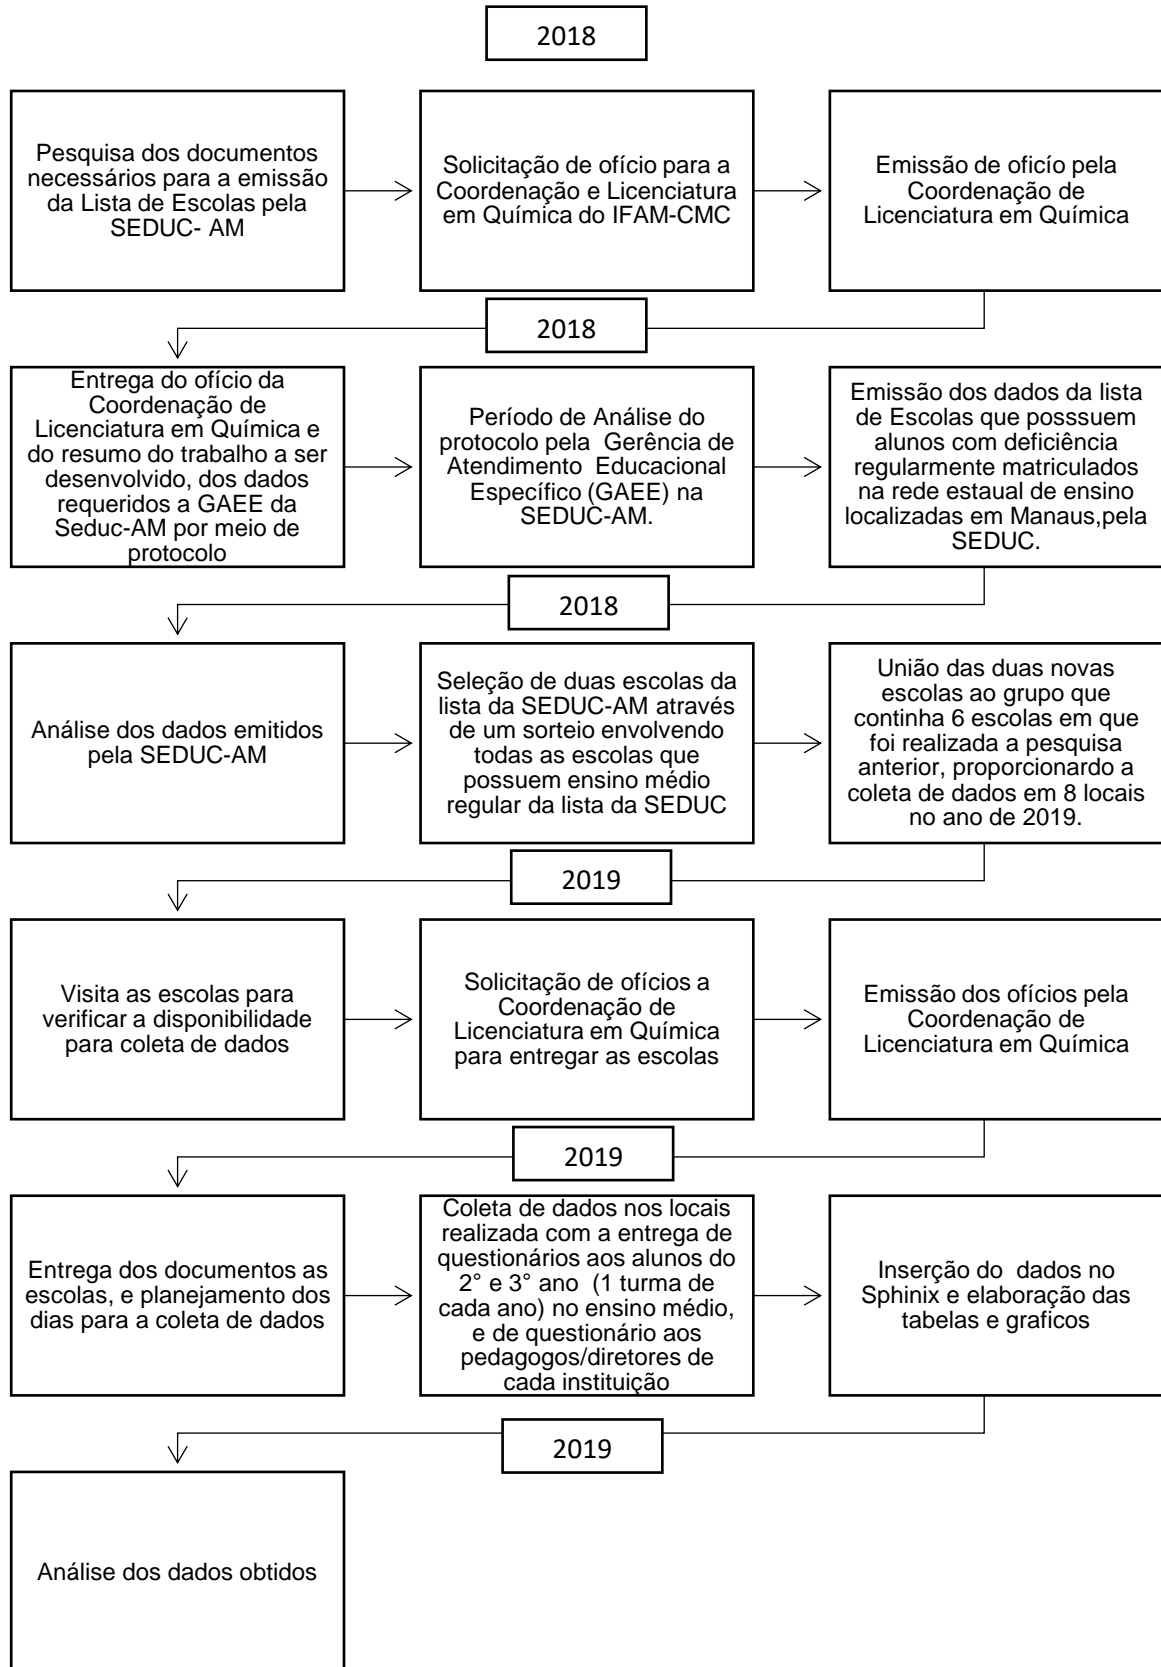 2018
Pesquisa dos documentos
necessários para a emissão
da Lista de Escolas pela
SEDUC- AM
Solicitação de ofício para a
Coordenação e Licenciatura
em Química do IFAM-CMC
Emissão de oficío pela
Coordenação de
Licenciatura em Química
2018
Entrega do ofício da
Coordenação de
Licenciatura em Química e
do resumo do trabalho a ser
desenvolvido, dos dados
requeridos a GAEE da
Seduc-AM por meio de
protocolo
Período de Análise do
protocolo pela Gerência de
Atendimento Educacional
Específico (GAEE) na
SEDUC-AM.
Emissão dos dados da lista
de Escolas que posssuem
alunos com deficiência
regularmente matriculados
na rede estaual de ensino
localizadas em Manaus,pela
SEDUC.
2018
Análise dos dados emitidos
pela SEDUC-AM
Seleção de duas escolas da
lista da SEDUC-AM através
de um sorteio envolvendo
todas as escolas que
possuem ensino médio
regular da lista da SEDUC
União das duas novas
escolas ao grupo que
continha 6 escolas em que
foi realizada a pesquisa
anterior, proporcionardo a
coleta de dados em 8 locais
no ano de 2019.
2019
Visita as escolas para
verificar a disponibilidade
para coleta de dados
Solicitação de ofícios a
Coordenação de
Licenciatura em Química
para entregar as escolas
Emissão dos ofícios pela
Coordenação de
Licenciatura em Química
2019
Entrega dos documentos as
escolas, e planejamento dos
dias para a coleta de dados
Coleta de dados nos locais
realizada com a entrega de
questionários aos alunos do
2° e 3° ano (1 turma de
cada ano) no ensino médio,
e de questionário aos
pedagogos/diretores de
cada instituição
Inserção do dados no
Sphinix e elaboração das
tabelas e graficos
2019
Análise dos dados obtidos